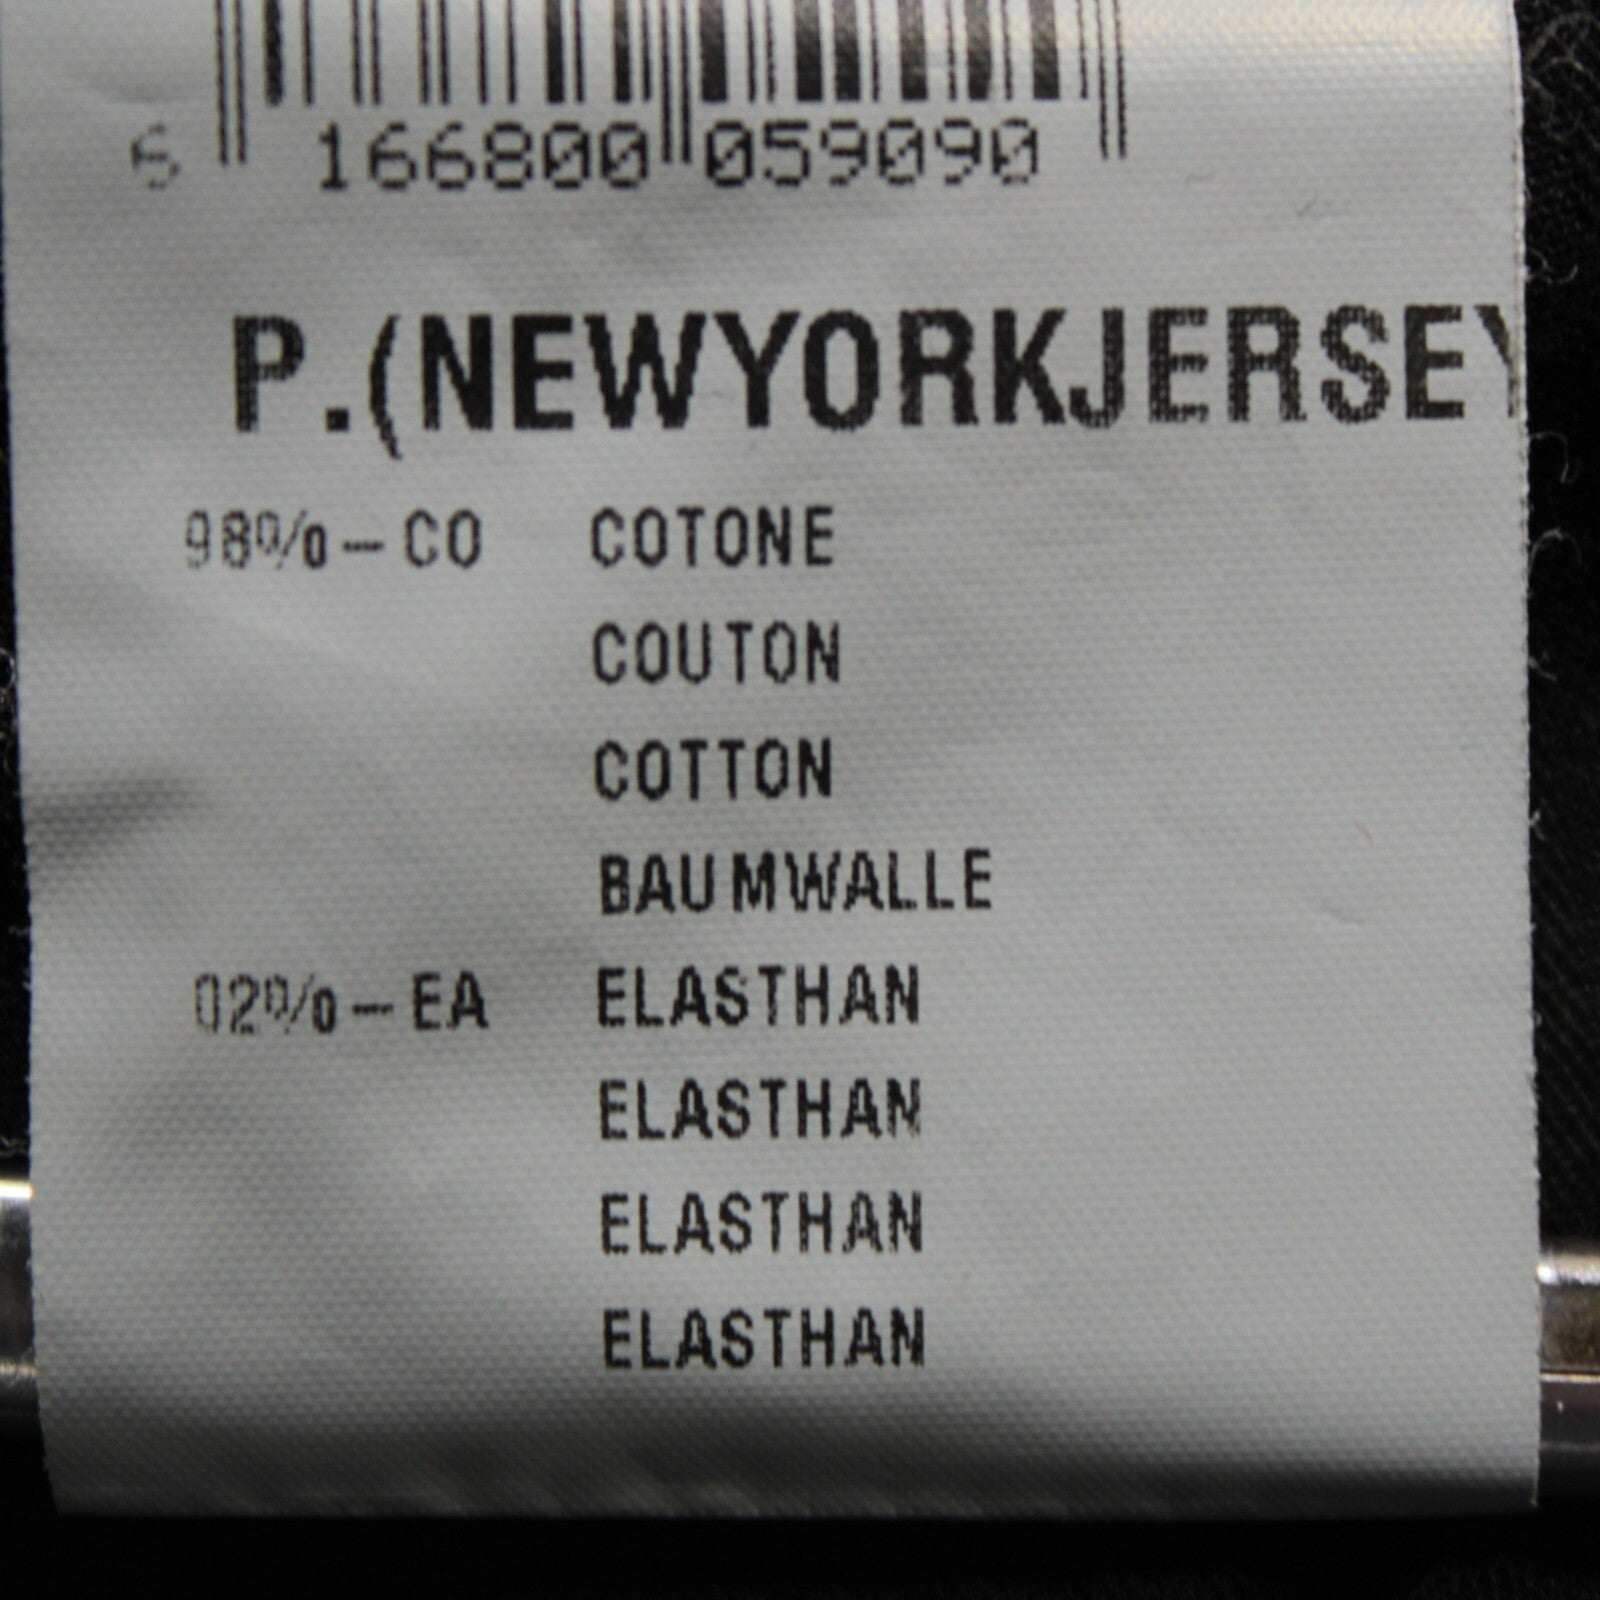 6 166800 059090
P.(NEWYORKJERSEY
98%-CO COTONE
COUTON
COTTON
BAUMWALLE
02%-EA ELASTHAN
ELASTHAN
ELASTHAN
ELASTHAN